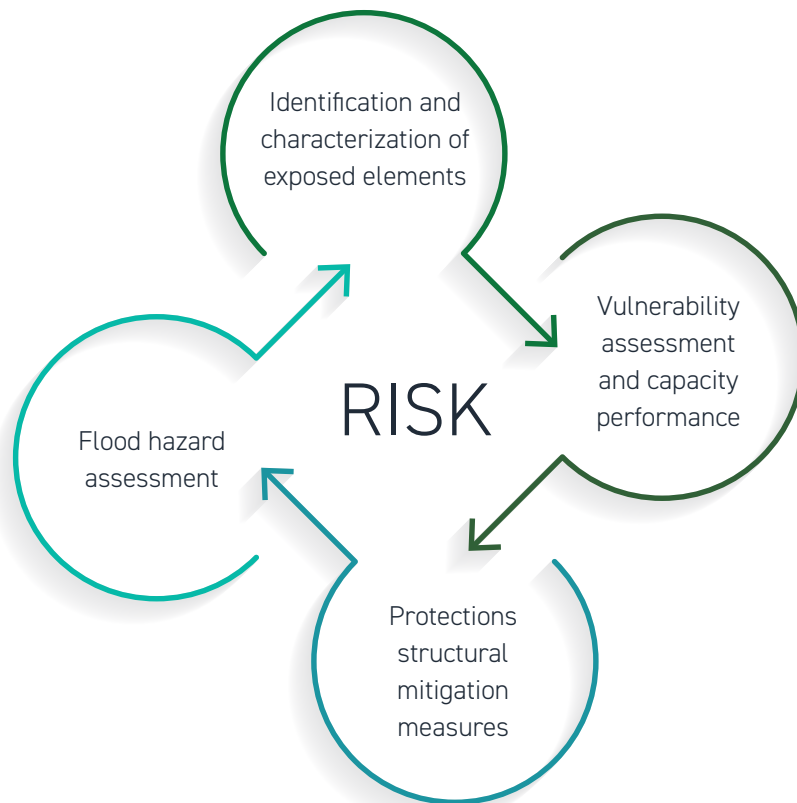 Identification and
characterization of
exposed elements
Vulnerability
assessment
and capacity
performance
RISK
Flood hazard
assessment
Protections
structural
mitigation
measures